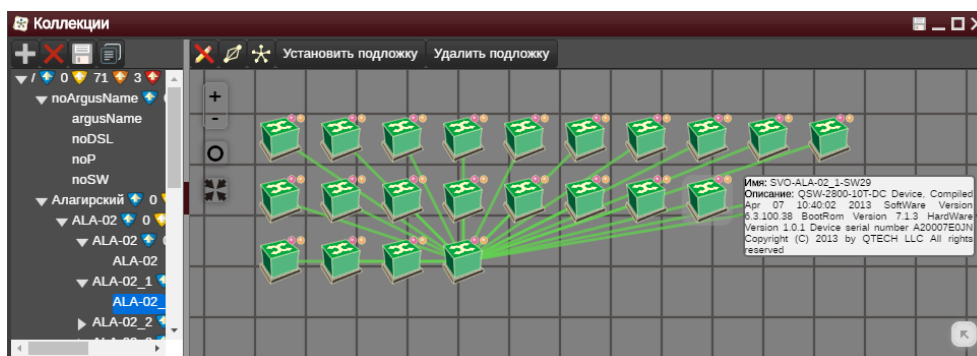 Коллекции
Установить подложку Удалить подложку
/ 0 71 3
noArgusName
argusName
noDSL
noP
noSW
Алагирский 0
ALA-02 0
ALA-02
ALA-02
ALA-02_1
ALA-02_
ALA-02_2
+
-
Имя: SVO-ALA-02_1-SW29
Описание: QSW-2800-10T-DC Device, Compiled
Apr 07 10:40:02 2013 SoftWare Version
6.3.100.38 BootRom Version 7.1.3 HardWare
Version 1.0.1 Device serial number A20007E0JN
Copyright (C) 2013 by QTECH LLC All rights
reserved